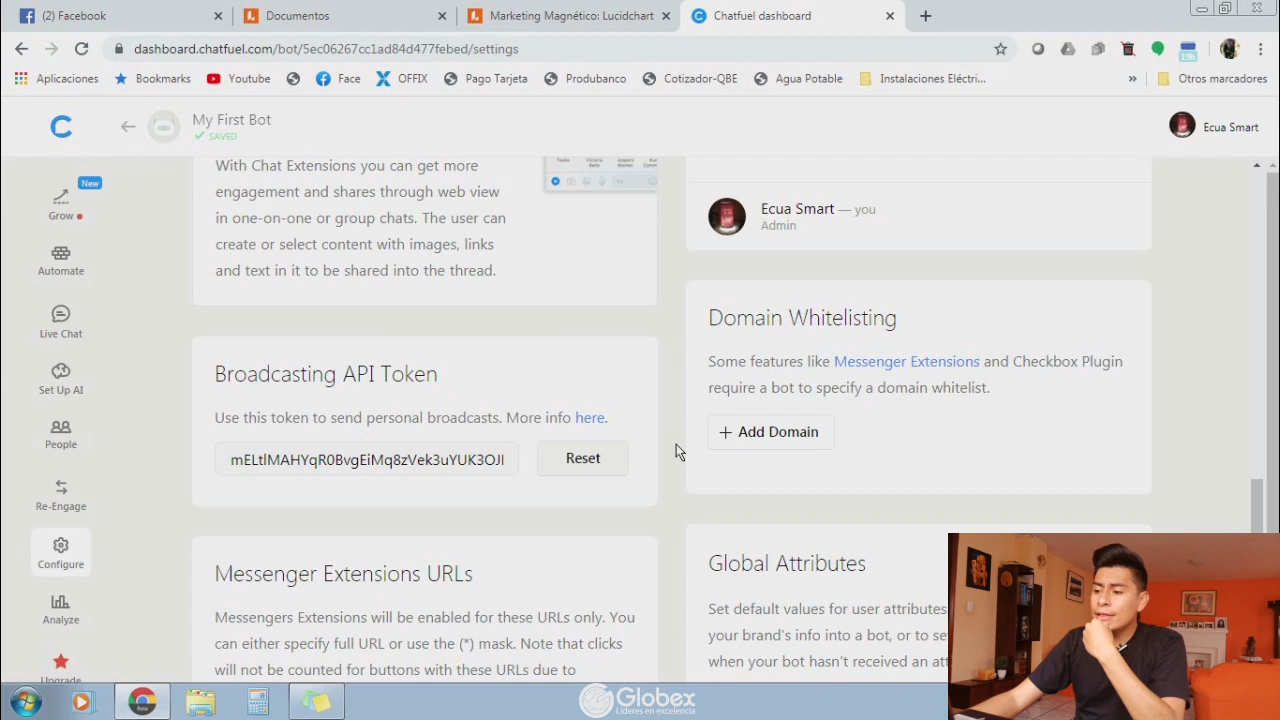 (2) Facebook
Documentos
Marketing Magnético: Lucidchart
Chatfuel dashboard
dashboard.chatfuel.com/bot/5ec06267cc1ad84d477febed/settings
Aplicaciones
Bookmarks
Youtube
Face
OFFIX
Pago Tarjeta
Produbanco
Cotizador-QBE
Agua Potable
Instalaciones Eléctri...
»
Otros marcadores
My First Bot
SAVED
Ecua Smart
New
Grow
Automate
Live Chat
Set Up AI
People
Re-Engage
Configure
Analyze
Upgrade
With Chat Extensions you can get more
engagement and shares through web view
in one-on-one or group chats. The user can
create or select content with images, links
and text in it to be shared into the thread.
Broadcasting API Token
Use this token to send personal broadcasts. More info here.
mELtlMAHYqR0BvgEiMq8zVek3uYUK3OJI
Reset
Messenger Extensions URLs
Messengers Extensions will be enabled for these URLs only. You
can either specify full URL or use the (*) mask. Note that clicks
will not be counted for buttons with these URLs due to
Ecua Smart — you
Admin
Domain Whitelisting
Some features like Messenger Extensions and Checkbox Plugin
require a bot to specify a domain whitelist.
+ Add Domain
Global Attributes
Set default values for user attributes,
your brand's info into a bot, or to se
when your bot hasn't received an att
Globex
Líderes en excelencia